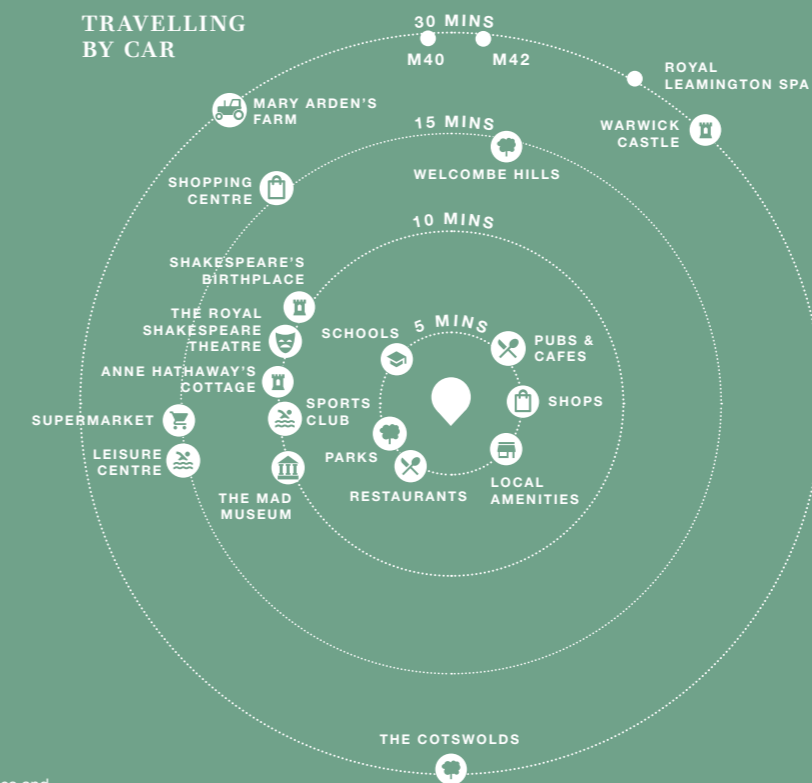 TRAVELLING
BY CAR
30 MINS
M40
M42
ROYAL
LEAMINGTON SPA
MARY ARDEN'S
FARM
15 MINS
WARWICK
CASTLE
WELCOMBE HILLS
SHOPPING
CENTRE
10 MINS
SHAKESPEARE'S
BIRTHPLACE
THE ROYAL
SHAKESPEARE
THEATRE
5 MINS
SCHOOLS
PUBS &
CAFES
ANNE HATHAWAY'S
COTTAGE
SHOPS
SPORTS
CLUB
SUPERMARKET
LEISURE
CENTRE
PARKS
RESTAURANTS
LOCAL
AMENITIES
THE MAD
MUSEUM
THE COTSWOLDS